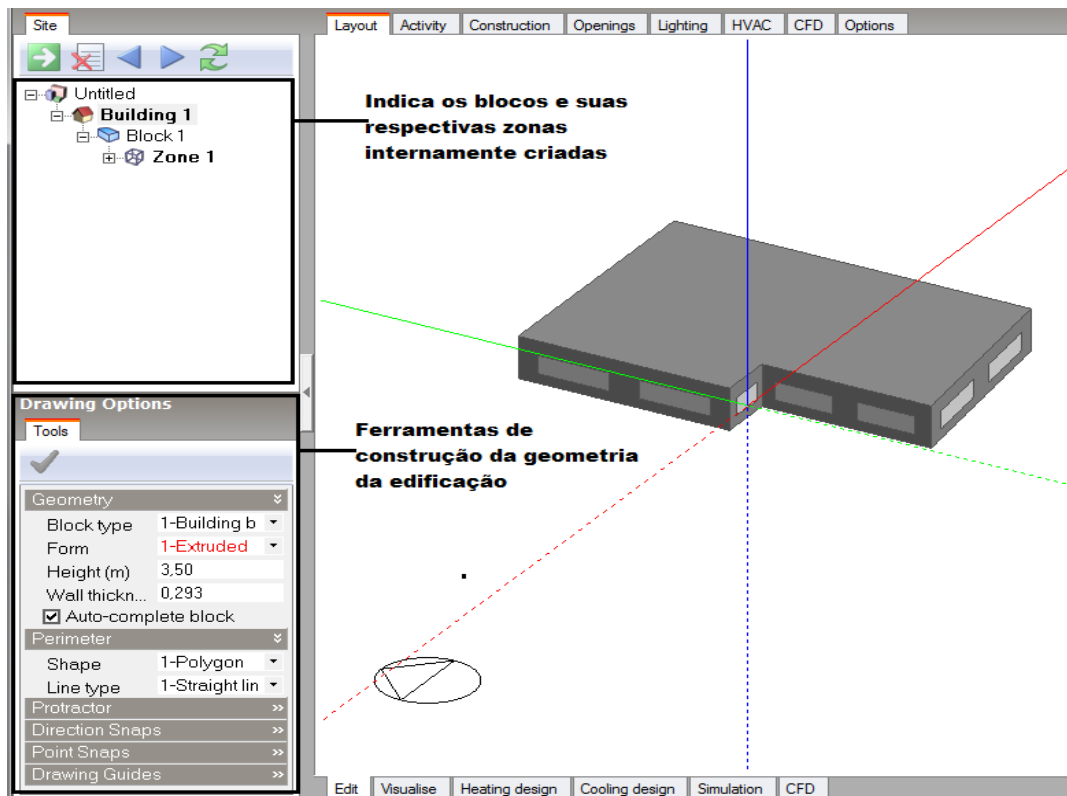 Site
Layout Activity Construction Openings Lighting HVAC CFD Options
Untitled
Building 1
Block 1
Zone 1
Indica os blocos e suas
respectivas zonas
internamente criadas
Drawing Options
Tools
Ferramentas de
construção da geometria
da edificação
Geometry
Block type 1-Building b
Form 1-Extruded
Height (m) 3,50
Wall thickn... 0,293
Auto-complete block
Perimeter
Shape 1-Polygon
Line type 1-Straight lin
Protractor
Direction Snaps
Point Snaps
Drawing Guides
Edit Visualise Heating design Cooling design Simulation CFD